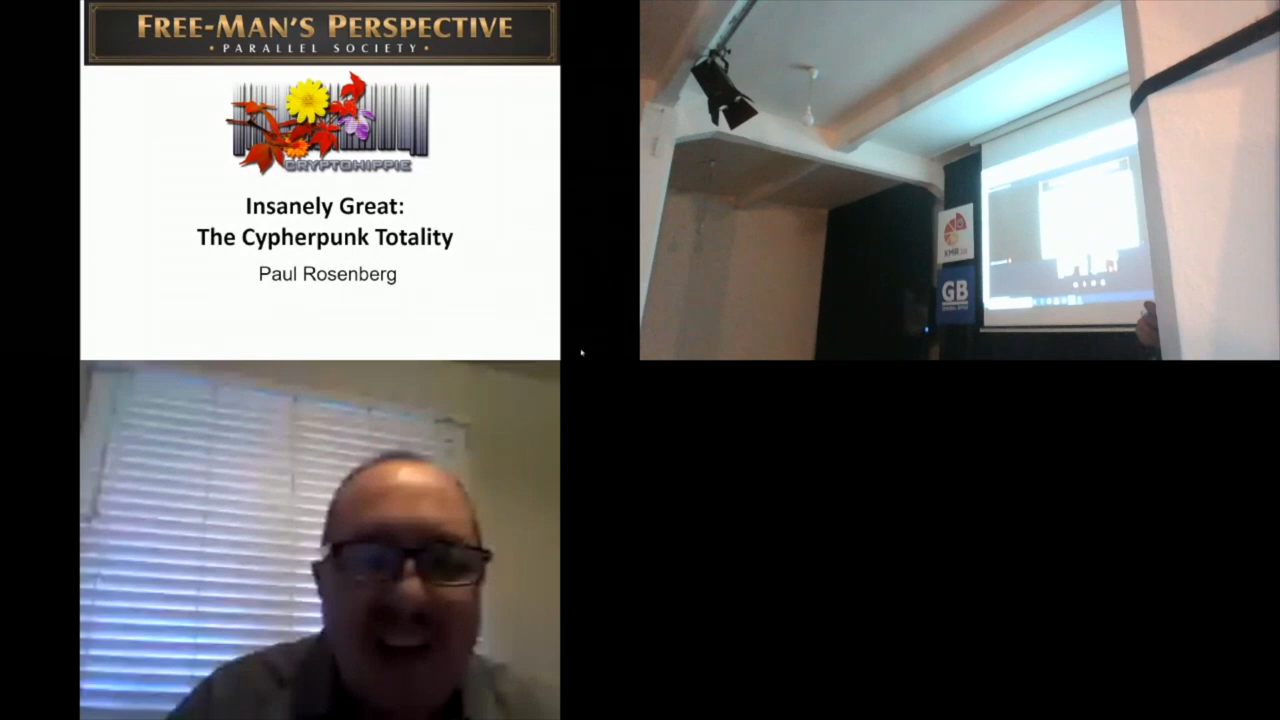 FREE-MAN'S PERSPECTIVE
• PARALLEL SOCIETY •
CRYPTOHIPPIE
Insanely Great:
The Cypherpunk Totality
Paul Rosenberg
GB